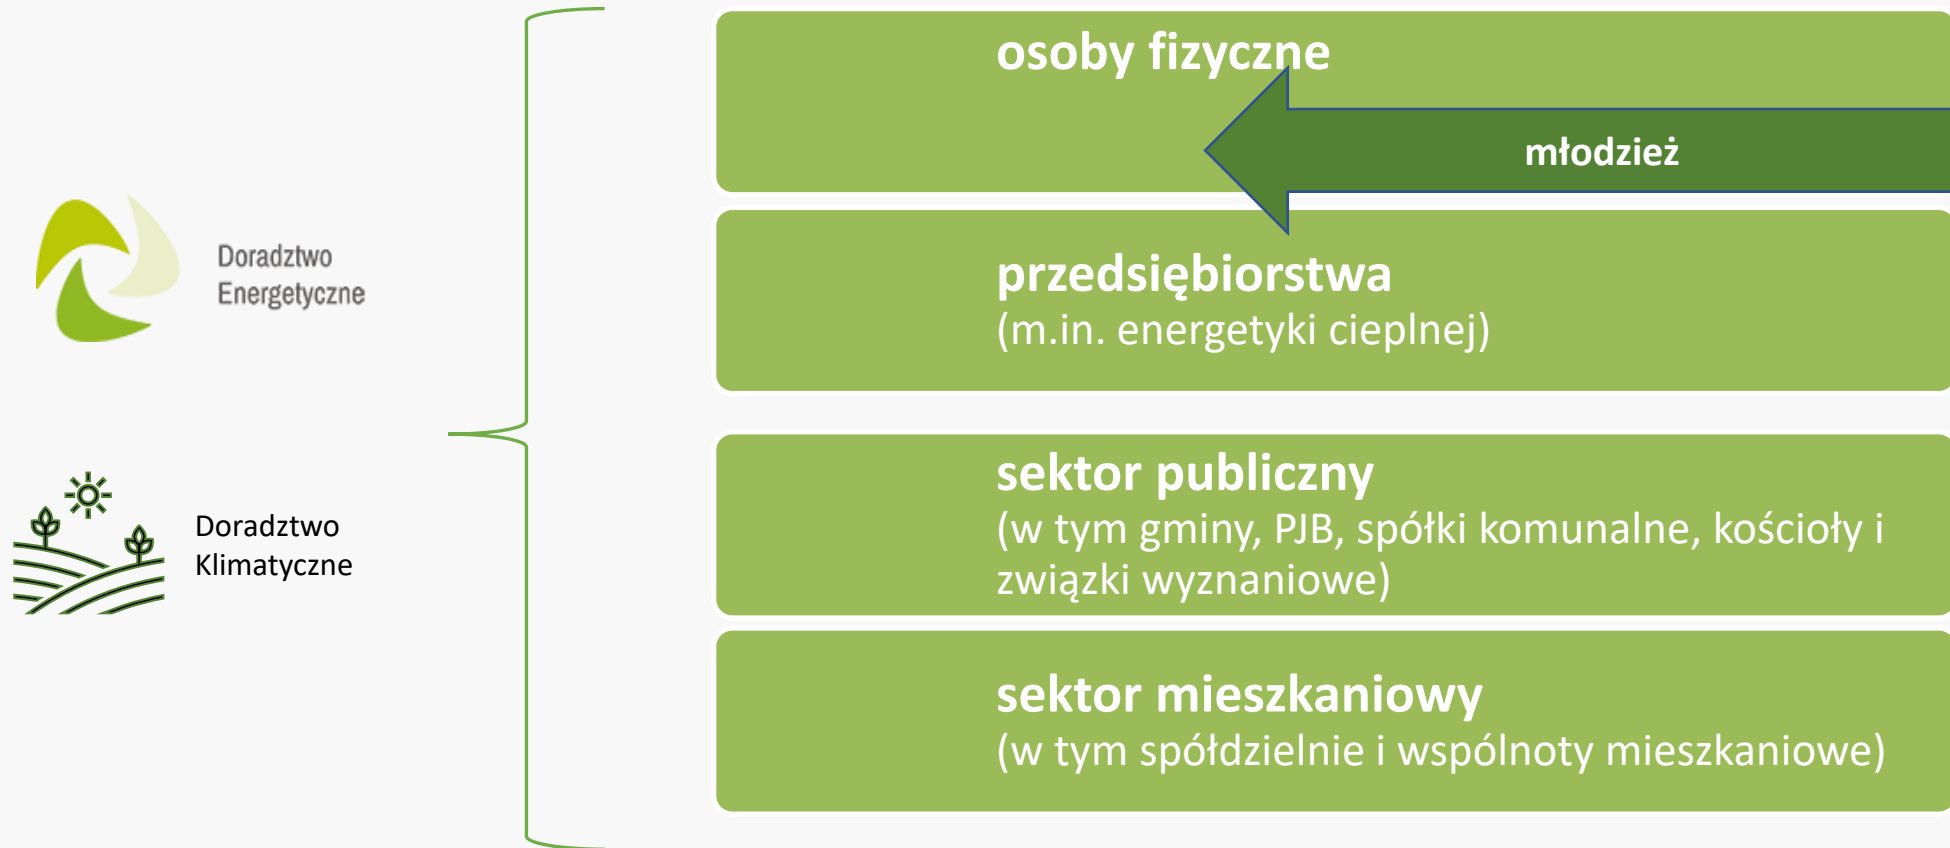 Doradztwo
Energetyczne
Doradztwo
Klimatyczne
osoby fizyczne
młodzież
przedsiębiorstwa
(m.in. energetyki cieplnej)
sektor publiczny
(w tym gminy, PJB, spółki komunalne, kościoły i
związki wyznaniowe)
sektor mieszkaniowy
(w tym spółdzielnie i wspólnoty mieszkaniowe)